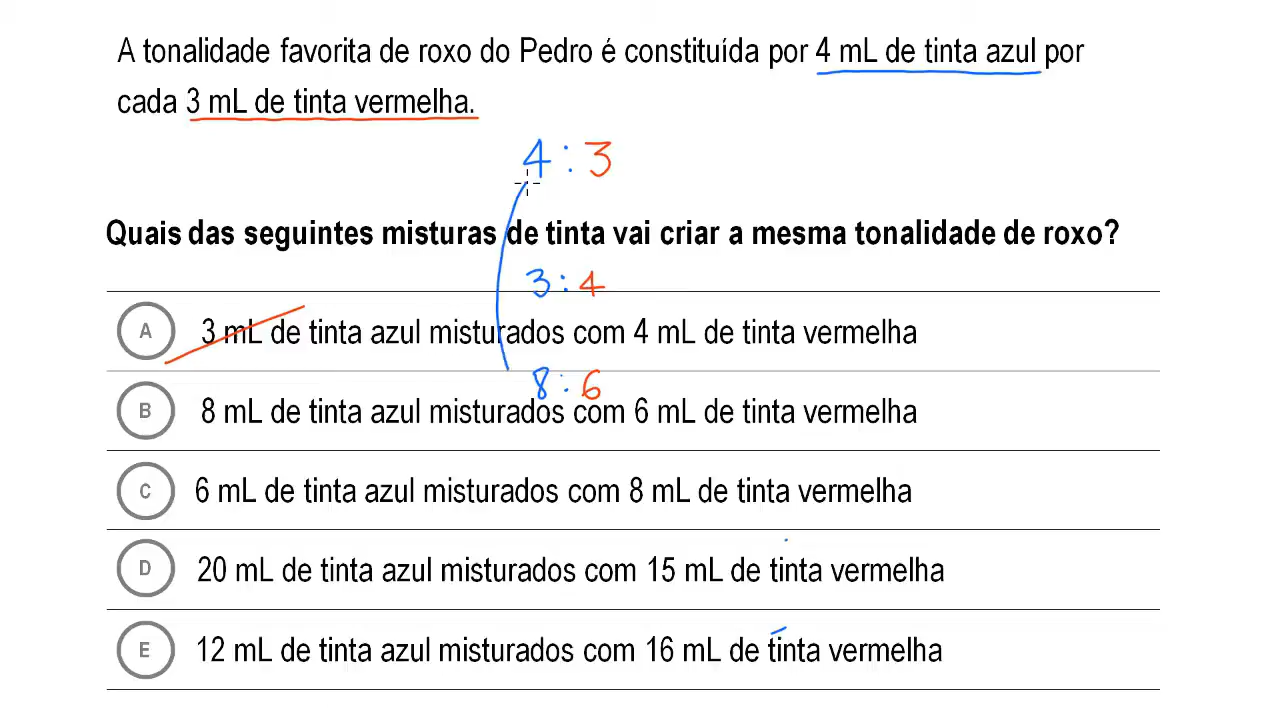 A tonalidade favorita de roxo do Pedro é constituída por 4 mL de tinta azul por
cada 3 mL de tinta vermelha.
4 : 3
Quais das seguintes misturas de tinta vai criar a mesma tonalidade de roxo?
3 : 4
A 3 mL de tinta azul misturados com 4 mL de tinta vermelha
8 : 6
B 8 mL de tinta azul misturados com 6 mL de tinta vermelha
C 6 mL de tinta azul misturados com 8 mL de tinta vermelha
D 20 mL de tinta azul misturados com 15 mL de tinta vermelha
E 12 mL de tinta azul misturados com 16 mL de tinta vermelha